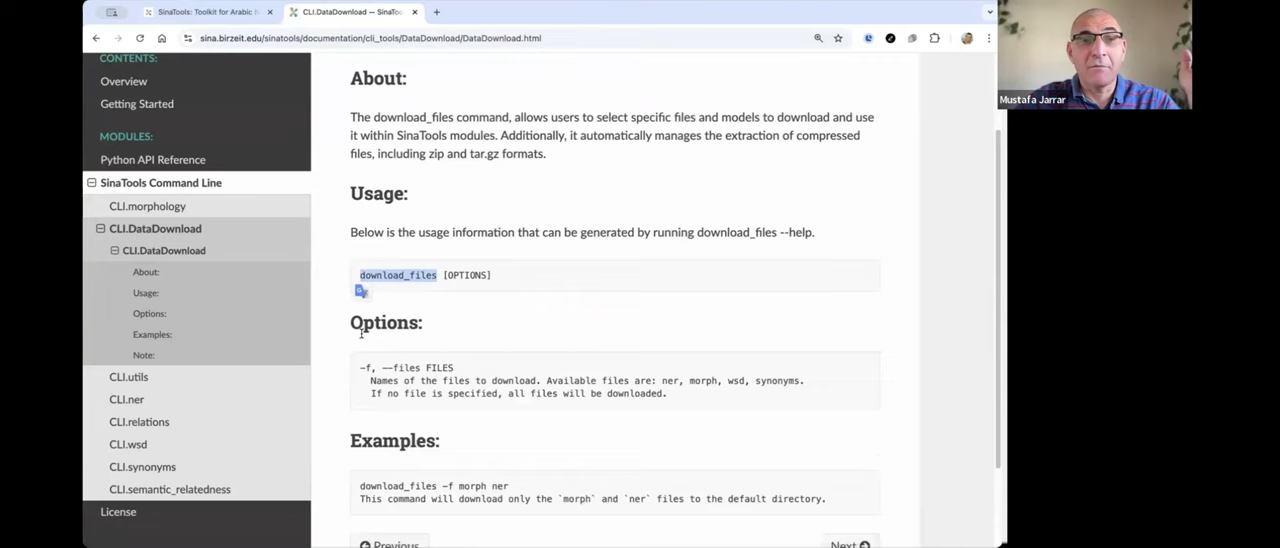 SinaTools: Toolkit for Arabic N
CLI.DataDownload — SinaToo
sina.birzeit.edu/sinatools/documentation/cli_tools/DataDownload/DataDownload.html
CONTENTS:
Overview
Getting Started
MODULES:
Python API Reference
SinaTools Command Line
CLI.morphology
CLI.DataDownload
CLI.DataDownload
About:
Usage:
Options:
Examples:
Note:
CLI.utils
CLI.ner
CLI.relations
CLI.wsd
CLI.synonyms
CLI.semantic_relatedness
License
About:
The download_files command, allows users to select specific files and models to download and use
it within SinaTools modules. Additionally, it automatically manages the extraction of compressed
files, including zip and tar.gz formats.
Usage:
Below is the usage information that can be generated by running download_files --help.
download_files [OPTIONS]
Options:
-f, --files FILES
Names of the files to download. Available files are: ner, morph, wsd, synonyms.
If no file is specified, all files will be downloaded.
Examples:
download_files -f morph ner
This command will download only the `morph` and `ner` files to the default directory.
Previous
Next
Mustafa Jarrar